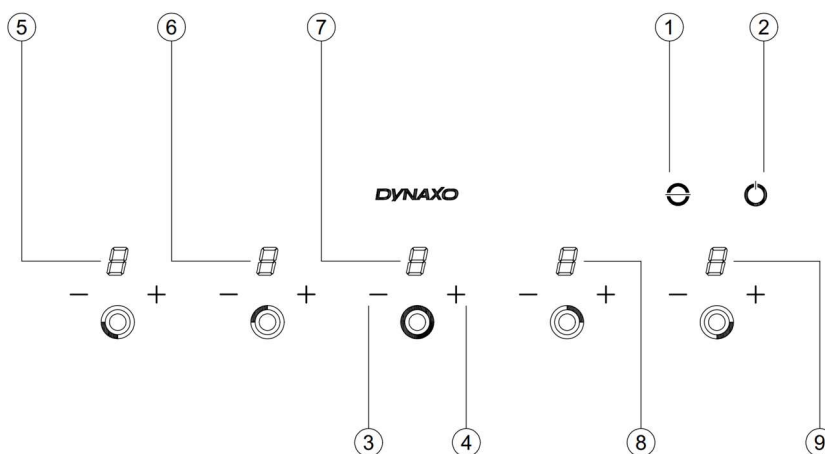 5 6 7 1 2
DYNAXO
8 8 8 8 8
− + − + − + − + − +
3 4 8 9